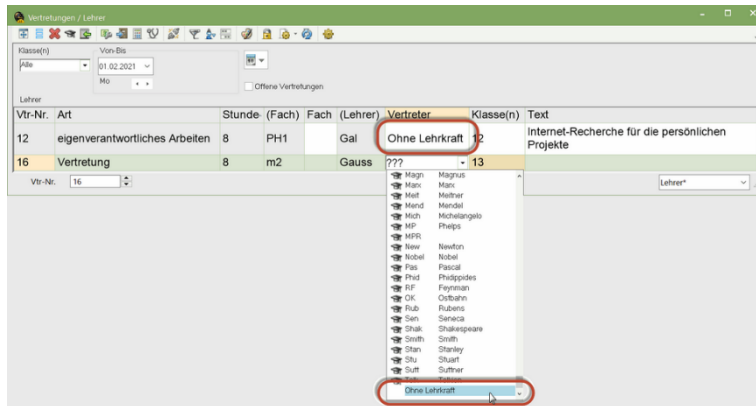 Vertretungen / Lehrer
Klasse(n)
Von-Bis
Alle
01.02.2021
Mo
Offene Vertretungen
Lehrer
Vtr-Nr. Art Stunde (Fach) Fach (Lehrer) Vertreter Klasse(n) Text
12 eigenverantwortliches Arbeiten 8 PH1 Gal Ohne Lehrkraft 12 Internet-Recherche für die persönlichen
Projekte
16 Vertretung 8 m2 Gauss ??? 13
Vtr-Nr. 16 Lehrer*
Magn Magnus
Marx Marx
Meit Meitner
Mend Mendel
Mich Michelangelo
MP Phelps
MPR
New Newton
Nobel Nobel
Pas Pascal
Phid Phidippides
RF Feynman
OK Ostbahn
Rub Rubens
Sen Seneca
Shak Shakespeare
Smith Smith
Stan Stanley
Stu Stuart
Sutt Suttner
Ohne Lehrkraft